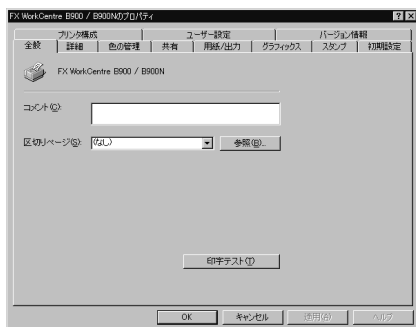 FX WorkCentre B900 / B900Nのプロパティ
プリンタ構成 ユーザー設定 バージョン情報
全般 詳細 色の管理 共有 用紙/出力 グラフィックス スタンプ 初期設定
FX WorkCentre B900 / B900N
コメント(C):
区切りページ(S): (なし) 参照(B)...
印字テスト(T)
OK キャンセル 適用(A) ヘルプ